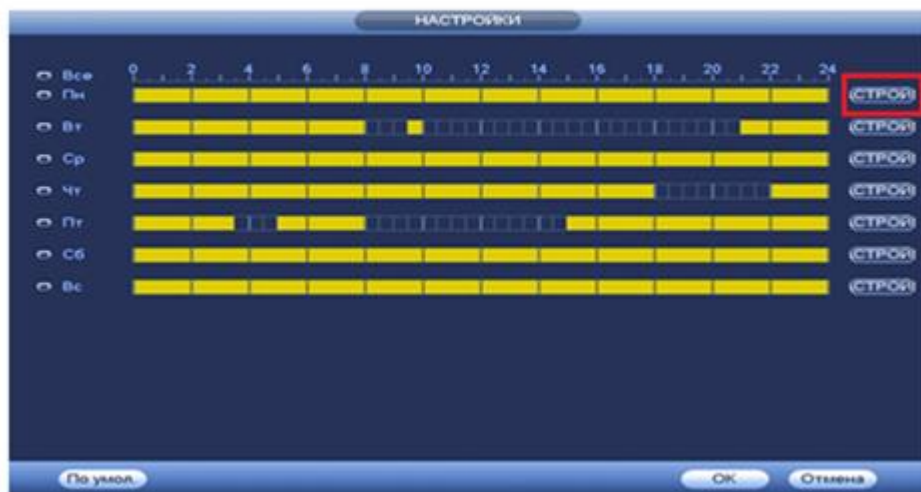 НАСТРОЙКИ
0 2 4 6 8 10 12 14 16 18 20 22 24
Все
Пн (СТРОЙ)
Вт (СТРОЙ)
Ср (СТРОЙ)
Чт (СТРОЙ)
Пт (СТРОЙ)
Сб (СТРОЙ)
Вс (СТРОЙ)
По умол. ОК Отмена